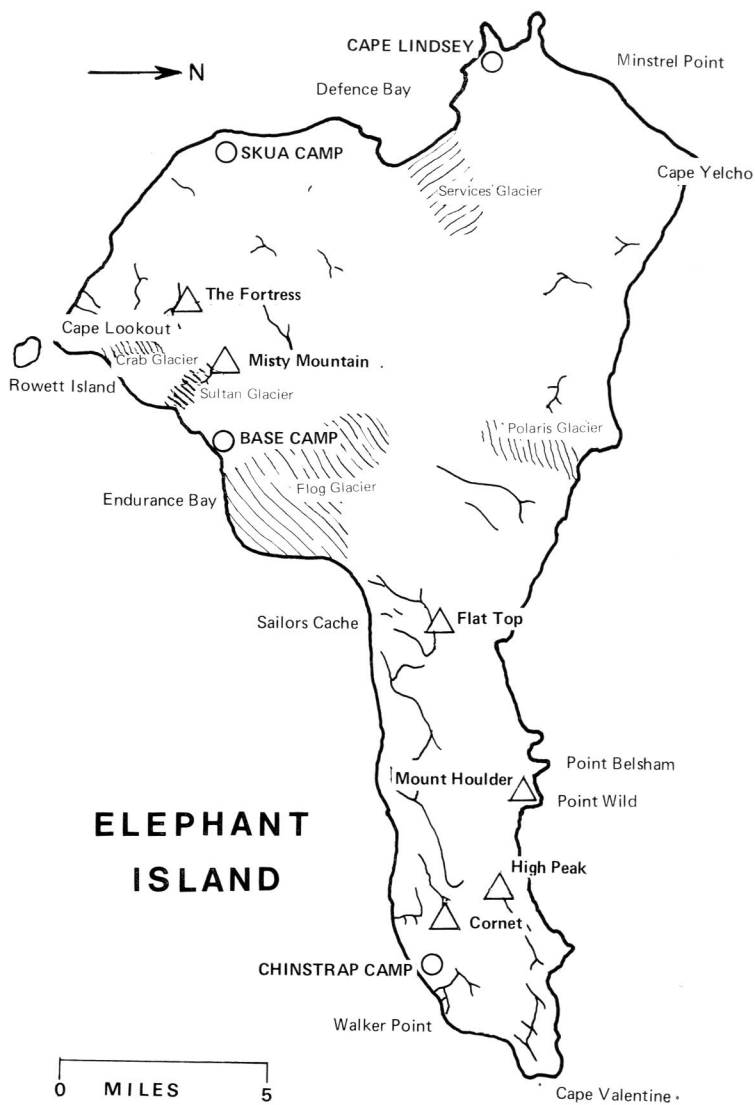 CAPE LINDSEY
N
Minstrel Point
Defence Bay
SKUA CAMP
Cape Yelcho
Services' Glacier
The Fortress
Cape Lookout
Crab Glacier
Misty Mountain
Rowett Island
Sultan Glacier
Polaris Glacier
BASE CAMP
Flog Glacier
Endurance Bay
Sailors Cache
Flat Top
Point Belsham
Mount Houlder
Point Wild
ELEPHANT
ISLAND
High Peak
Cornet
CHINSTRAP CAMP
Walker Point
0 MILES 5
Cape Valentine